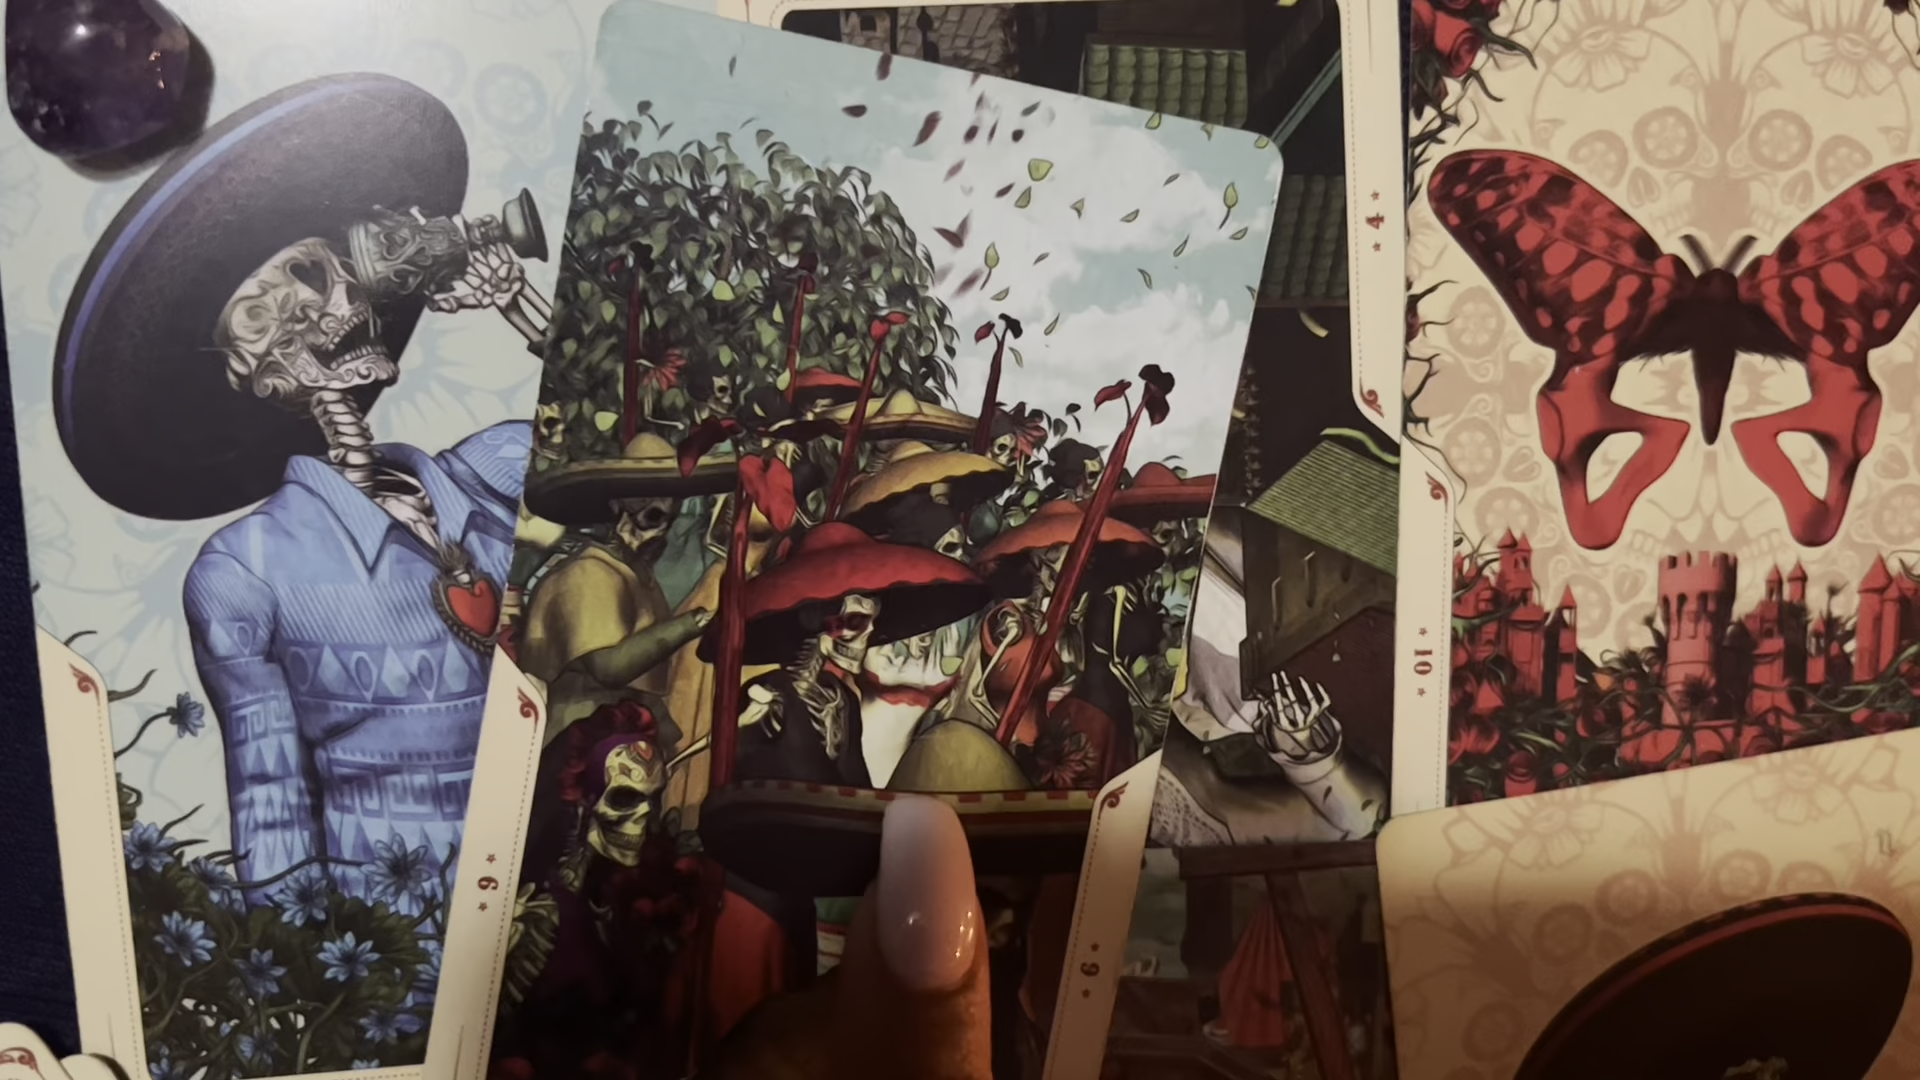 ★ 4 ★
★ 10 ★
★ 9 ★
★ 6 ★